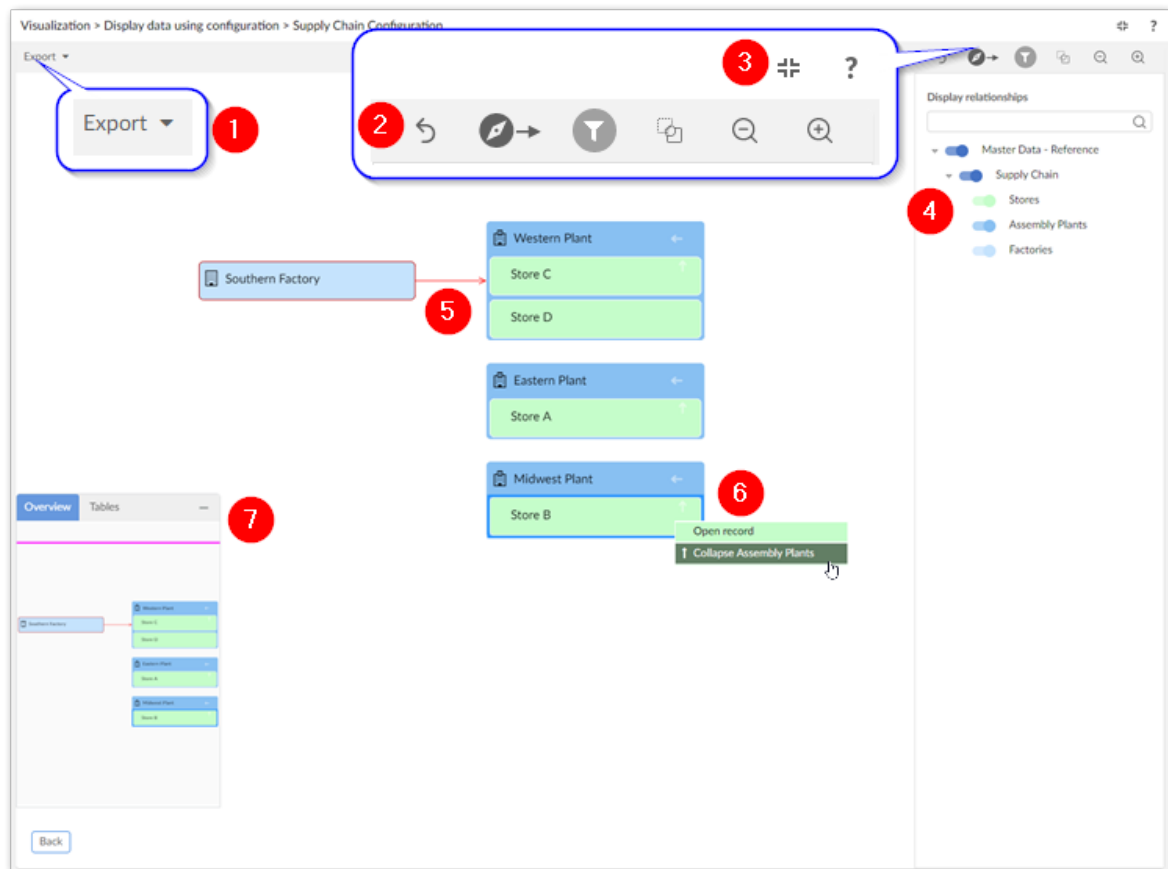 Visualization > Display data using configuration > Supply Chain Configuration
?
Export
3
?
Export
1
2
Display relationships
Master Data - Reference
Supply Chain
4
Stores
Assembly Plants
Factories
Western Plant
Southern Factory
Store C
5
Store D
Eastern Plant
Store A
Midwest Plant
6
Store B
Open record
Collapse Assembly Plants
Overview Tables
7
Western Plant
Southern Factory
Store C
Store D
Eastern Plant
Store A
Midwest Plant
Store B
Back